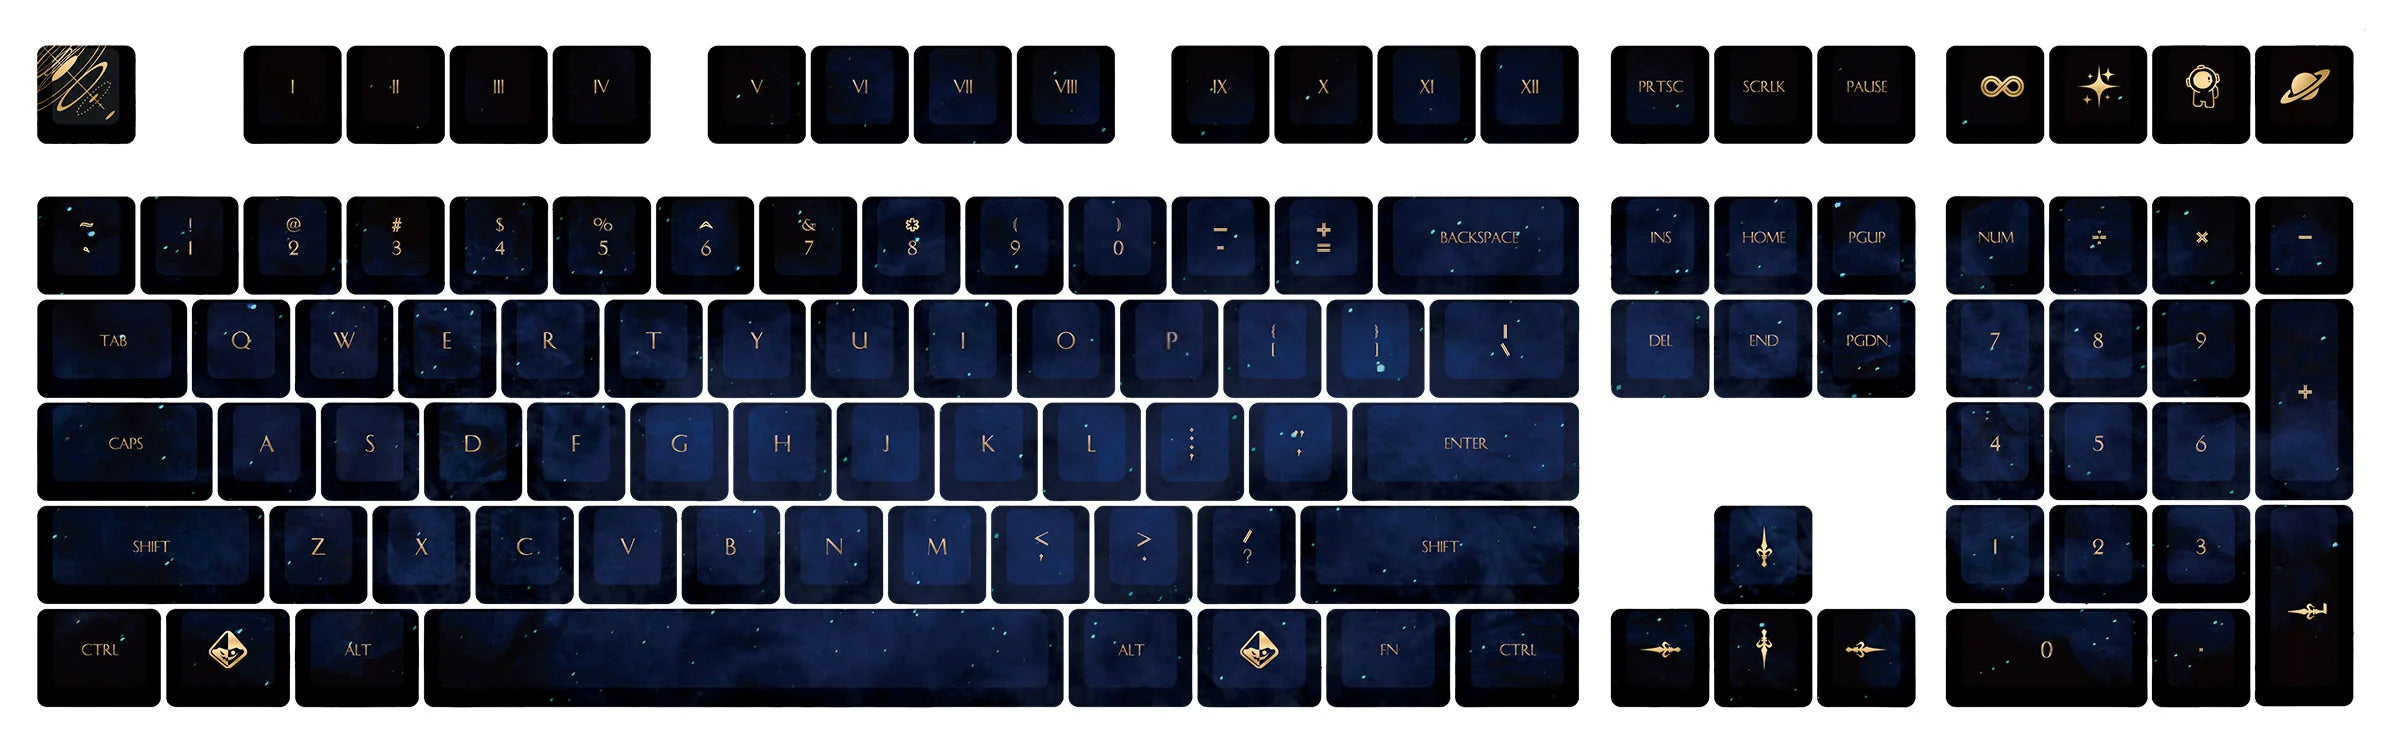 I II III IV V VI VII VIII IX X XI XII PRTSC SCRLK PAUSE
~ ! @ # $ % ^ & * ( ) _ +
` 1 2 3 4 5 6 7 8 9 0 - = BACKSPACE INS HOME PGUP NUM ÷ × -
TAB Q W E R T Y U I O P { } | DEL END PGDN 7 8 9 +
[ ] \
CAPS A S D F G H J K L : " ENTER 4 5 6
; '
SHIFT Z X C V B N M < > / SHIFT 1 2 3
, . ?
CTRL ALT ALT FN CTRL 0 .